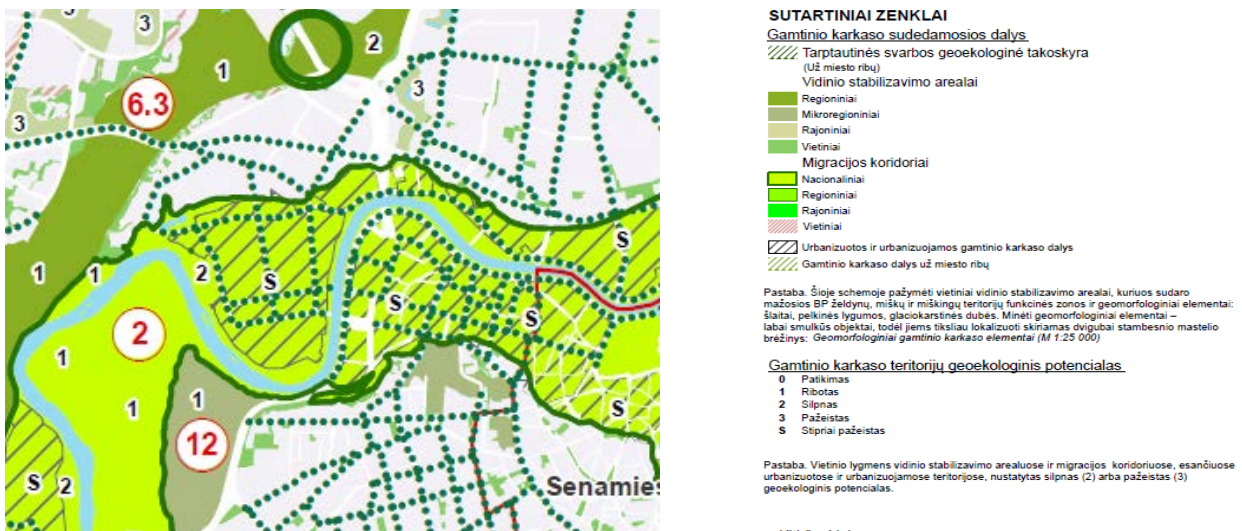 3
3
2
1
6.3
3
3
S
1
1
2
S
S
2
S
1
1
1
12
S
S
2
Senamies
SUTARTINIAI ZENKLAI
Gamtinio karkaso sudedamosios dalys
Tarptautinės svarbos geoekologinė takoskyra
(Už miesto ribų)
Vidinio stabilizavimo arealai
Regioniniai
Mikroregioniniai
Rajoniniai
Vietiniai
Migracijos koridoriai
Nacionaliniai
Regioniniai
Rajoniniai
Vietiniai
Urbanizuotos ir urbanizuojamos gamtinio karkaso dalys
Gamtinio karkaso dalys už miesto ribų
Pastaba. Šioje schemoje pažymėti vietiniai vidinio stabilizavimo arealai, kuriuos sudaro
mažosios BP želdynų, miškų ir miškingų teritorijų funkcinės zonos ir geomorfologiniai elementai:
šlaitai, pelkinės lygumos, glaciokarstinės dubės. Minėti geomorfologiniai elementai –
labai smulkūs objektai, todėl jiems tiksliau lokalizuoti skiriamas dvigubai stambesnio mastelio
brėžinys: Geomorfologiniai gamtinio karkaso elementai (M 1:25 000)
Gamtinio karkaso teritorijų geoekologinis potencialas
0 Patikimas
1 Ribotas
2 Silpnas
3 Pažeistas
S Stipriai pažeistas
Pastaba. Vietinio lygmens vidinio stabilizavimo arealuose ir migracijos koridoriuose, esančiuose
urbanizuotose ir urbanizuojamose teritorijose, nustatytas silpnas (2) arba pažeistas (3)
geoekologinis potencialas.